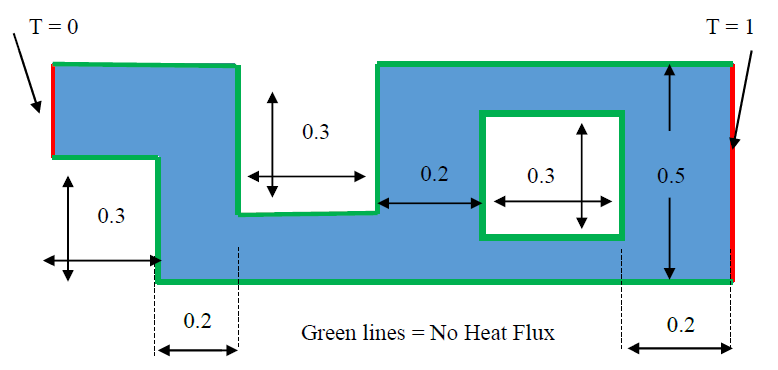 T = 0
T = 1
0.3
0.2
0.3
0.5
0.3
0.2
Green lines = No Heat Flux
0.2